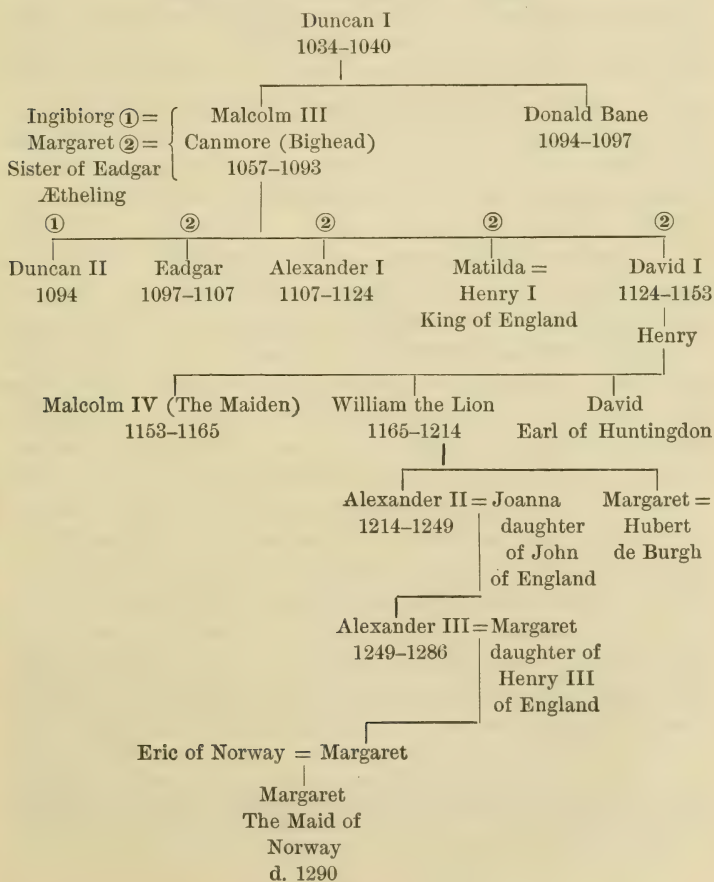 Duncan I
1034–1040
Ingibiorg ①= Malcolm III Donald Bane
Margaret ②= Canmore (Bighead) 1094–1097
Sister of Eadgar 1057–1093
Ætheling
① ② ② ② ②
Duncan II Eadgar Alexander I Matilda = David I
1094 1097–1107 1107–1124 Henry I 1124–1153
King of England
Henry
Malcolm IV (The Maiden) William the Lion David
1153–1165 1165–1214 Earl of Huntingdon
Alexander II = Joanna Margaret =
1214–1249 daughter Hubert
of John de Burgh
of England
Alexander III = Margaret
1249–1286 daughter of
Henry III
of England
Eric of Norway = Margaret
Margaret
The Maid of
Norway
d. 1290